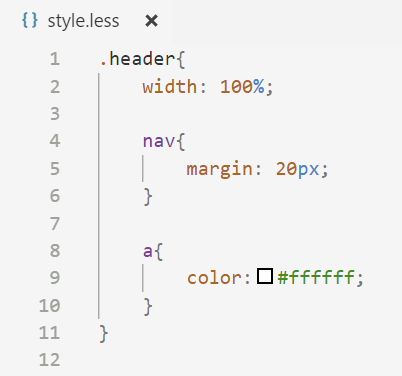 {} style.less ×
1 .header{
2 width: 100%;
3
4 nav{
5 margin: 20px;
6 }
7
8 a{
9 color: #ffffff;
10 }
11 }
12